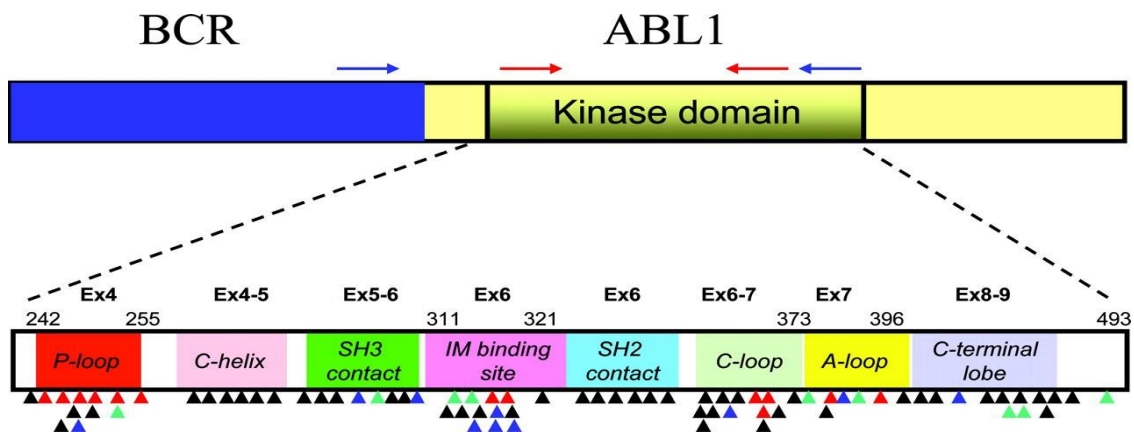 BCR ABL1
Kinase domain
Ex4 Ex4-5 Ex5-6 Ex6 Ex6 Ex6-7 Ex7 Ex8-9
242 255 311 321 373 396 493
P-loop
C-helix
SH3
contact
IM binding
site
SH2
contact
C-loop
A-loop
C-terminal
lobe